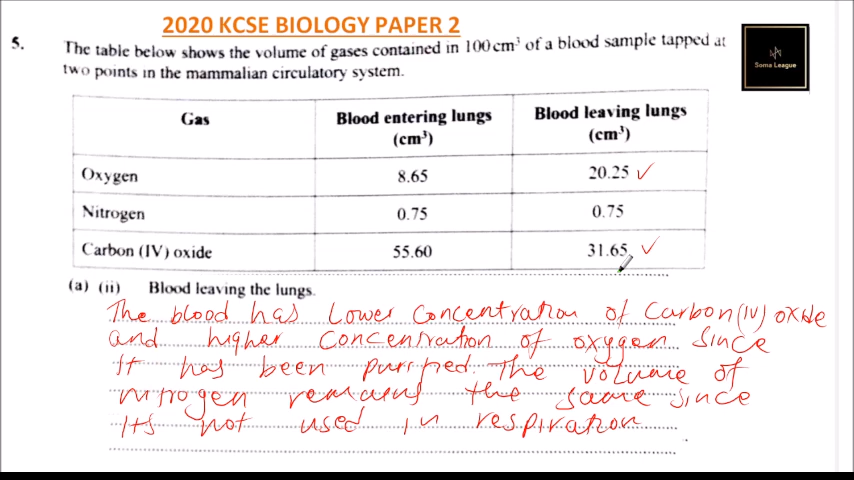 2020 KCSE BIOLOGY PAPER 2
5. The table below shows the volume of gases contained in 100cm³ of a blood sample tapped at
two points in the mammalian circulatory system.
Soma League
Gas Blood entering lungs (cm³) Blood leaving lungs (cm³)
Oxygen 8.65 20.25 ✓
Nitrogen 0.75 0.75
Carbon (IV) oxide 55.60 31.65 ✓
(a) (ii) Blood leaving the lungs.
The blood has Lower concentration of Carbon(IV) oxide
and higher concentration of oxygen since
It has been purified. The volume of
nitrogen remains the same since
Its not used in respiration